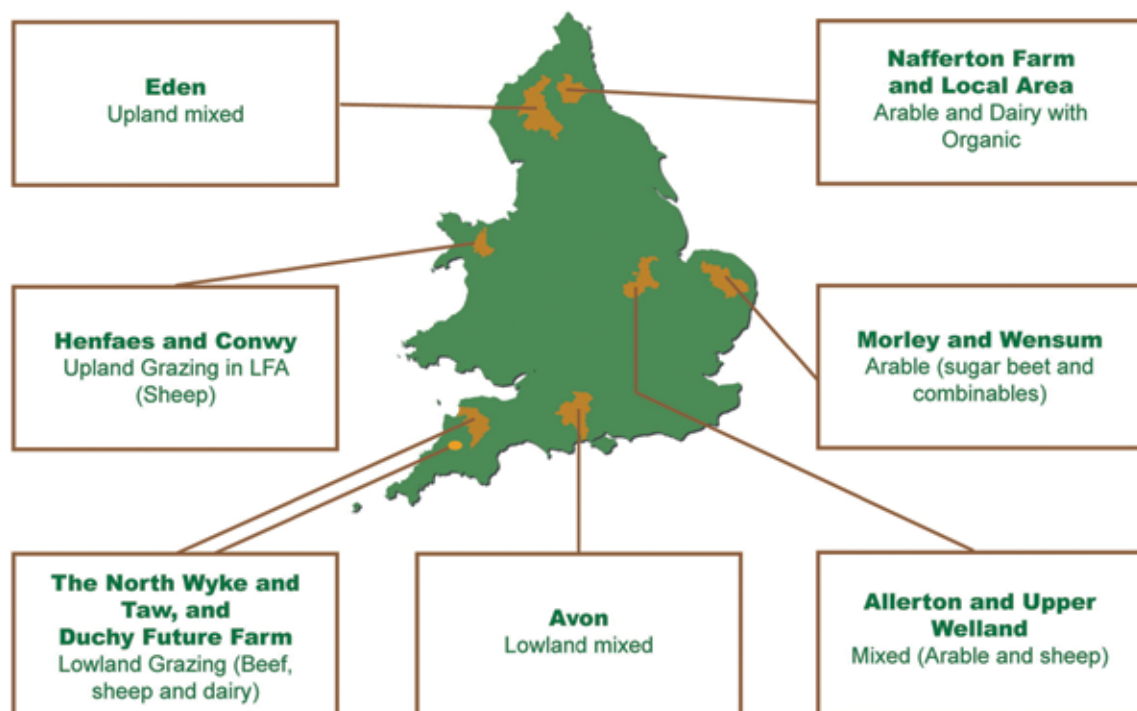 Eden
Upland mixed
Nafferton Farm
and Local Area
Arable and Dairy with
Organic
Henfaes and Conwy
Upland Grazing in LFA
(Sheep)
Morley and Wensum
Arable (sugar beet and
combinables)
The North Wyke and
Taw, and
Duchy Future Farm
Lowland Grazing (Beef,
sheep and dairy)
Avon
Lowland mixed
Allerton and Upper
Welland
Mixed (Arable and sheep)